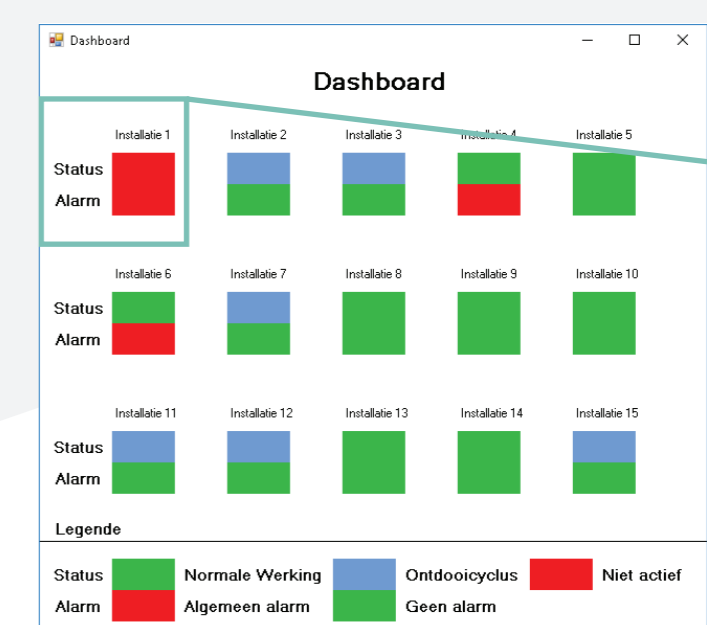 Dashboard
Dashboard
Installatie 1 Installatie 2 Installatie 3 Installatie 4 Installatie 5
Status
Alarm
Installatie 6 Installatie 7 Installatie 8 Installatie 9 Installatie 10
Status
Alarm
Installatie 11 Installatie 12 Installatie 13 Installatie 14 Installatie 15
Status
Alarm
Legende
Status Normale Werking Ontdooicyclus Niet actief
Alarm Algemeen alarm Geen alarm